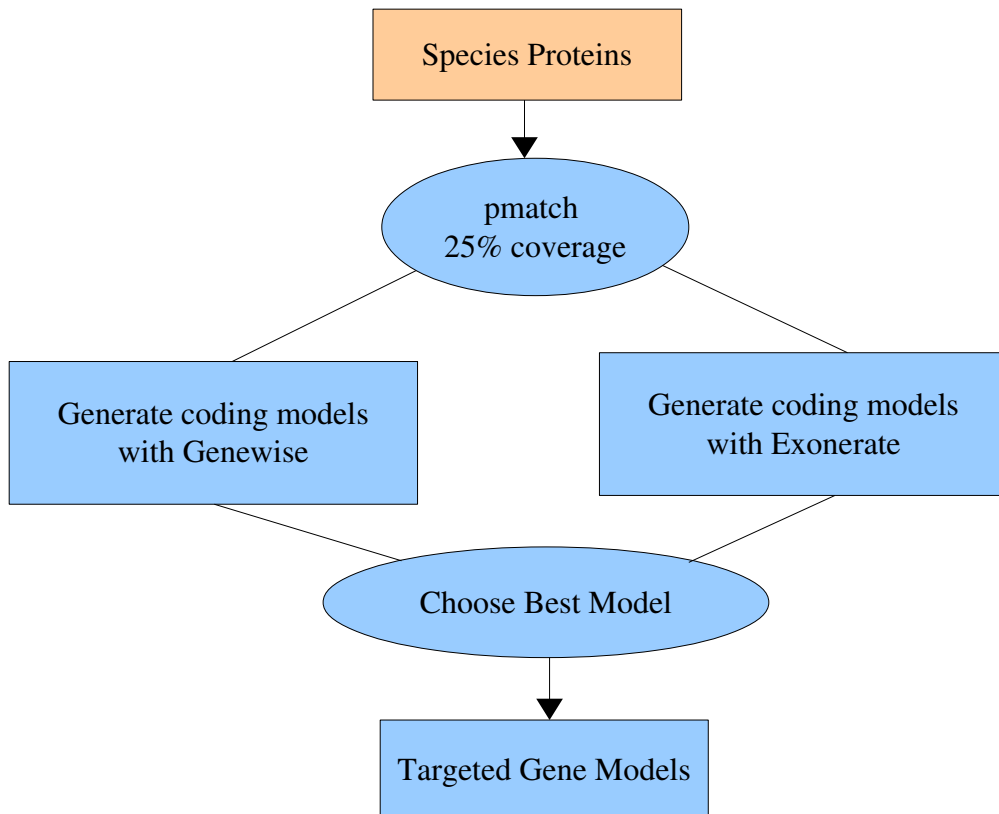 Species Proteins
pmatch
25% coverage
Generate coding models
with Genewise
Generate coding models
with Exonerate
Choose Best Model
Targeted Gene Models